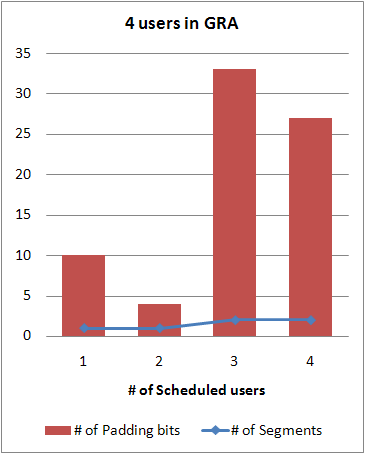 4 users in GRA
35
30
25
20
15
10
5
0
1 2 3 4
# of Scheduled users
# of Padding bits # of Segments